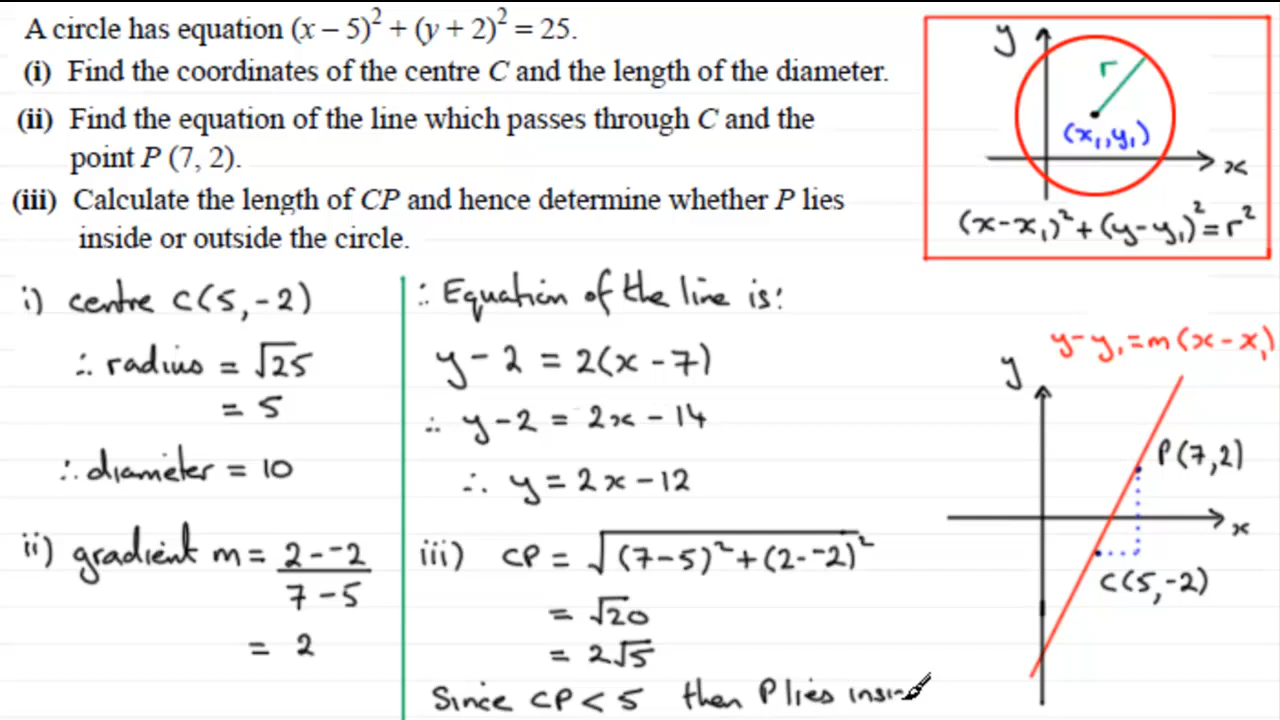 A circle has equation (x − 5)² + (y + 2)² = 25.
(i) Find the coordinates of the centre C and the length of the diameter.
(ii) Find the equation of the line which passes through C and the
point P (7, 2).
(iii) Calculate the length of CP and hence determine whether P lies
inside or outside the circle.
y
r
(x₁, y₁)
x
(x−x₁)² + (y−y₁)² = r²
i) centre C(5, −2)
∴ radius = √25
= 5
∴ diameter = 10
ii) gradient m = (2 − −2)/(7 − 5)
= 2
∴ Equation of the line is:
y − 2 = 2(x − 7)
∴ y − 2 = 2x − 14
∴ y = 2x − 12
iii) CP = √((7−5)² + (2 − −2)²)
= √20
= 2√5
Since CP < 5 then P lies insi
y − y₁ = m(x − x₁)
y
P(7, 2)
x
C(5, −2)